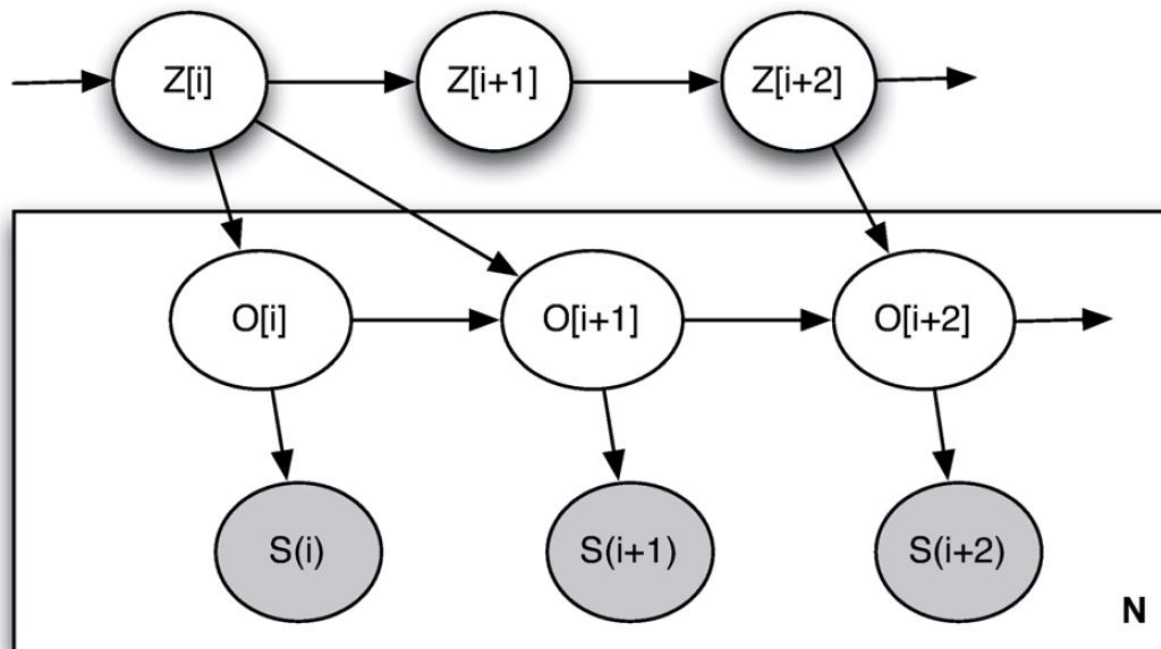 Z[i] Z[i+1] Z[i+2]
O[i] O[i+1] O[i+2]
S(i) S(i+1) S(i+2)
N